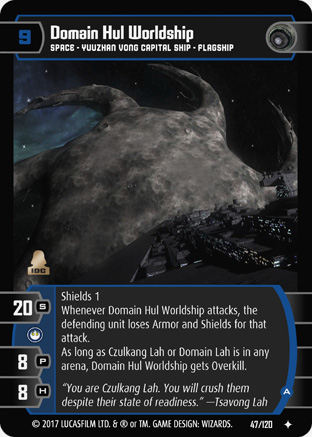 9
Domain Hul Worldship
SPACE - YUUZHAN VONG CAPITAL SHIP - FLAGSHIP
IDC
20 S
8 P
8 H
Shields 1
Whenever Domain Hul Worldship attacks, the
defending unit loses Armor and Shields for that
attack.
As long as Czulkang Lah or Domain Lah is in any
arena, Domain Hul Worldship gets Overkill.
“You are Czulkang Lah. You will crush them
despite their state of readiness.” —Tsavong Lah
A
© 2017 LUCASFILM LTD. & ® or TM. GAME DESIGN: WIZARDS.
47/120